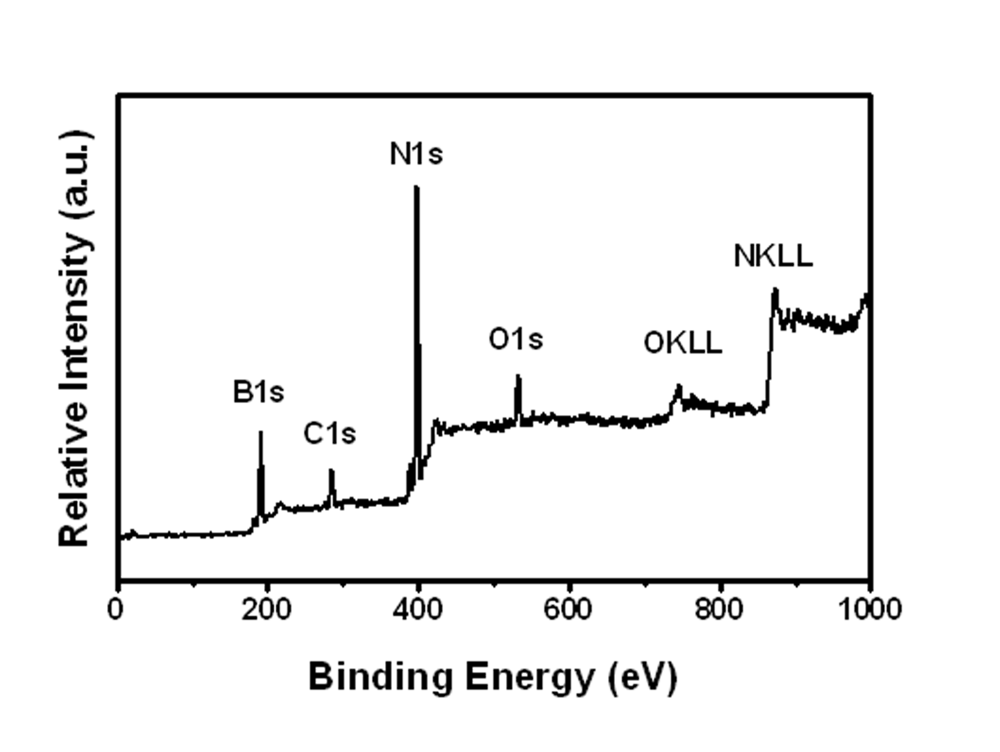 Relative Intensity (a.u.)
N1s
NKLL
O1s
OKLL
B1s
C1s
0 200 400 600 800 1000
Binding Energy (eV)